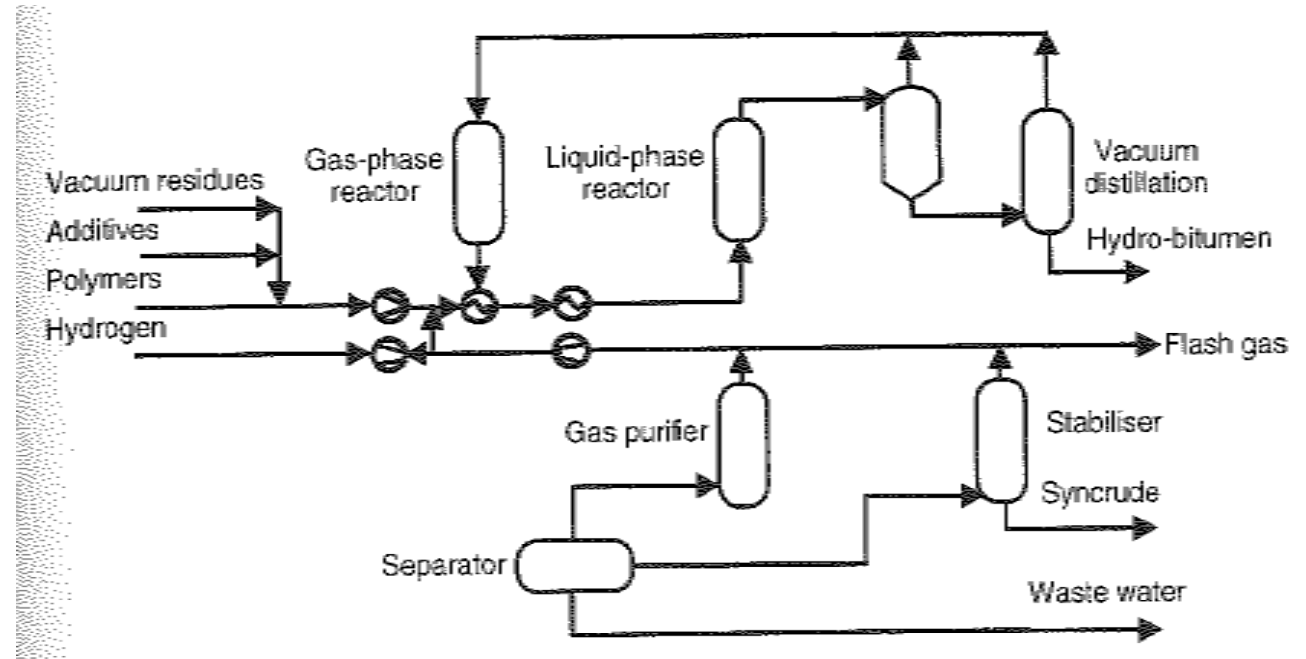 Vacuum residues
Additives
Polymers
Hydrogen
Gas-phase
reactor
Liquid-phase
reactor
Vacuum
distillation
Hydro-bitumen
Flash gas
Gas purifier
Stabiliser
Syncrude
Separator
Waste water